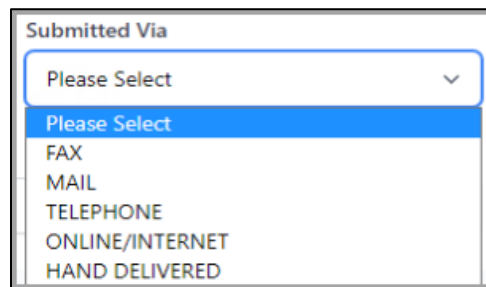 Submitted Via
Please Select
Please Select
FAX
MAIL
TELEPHONE
ONLINE/INTERNET
HAND DELIVERED